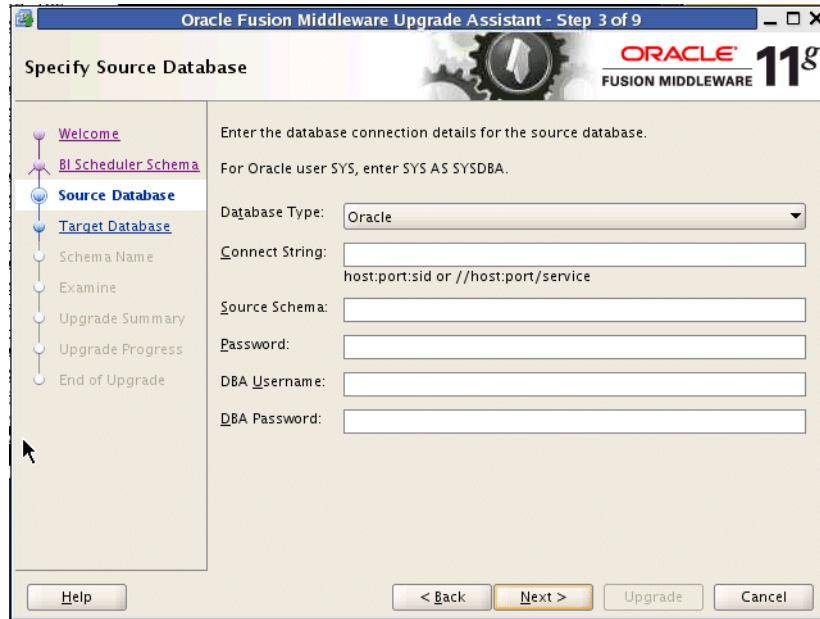 Oracle Fusion Middleware Upgrade Assistant - Step 3 of 9
Specify Source Database
ORACLE
FUSION MIDDLEWARE
11g
Welcome
BI Scheduler Schema
Source Database
Target Database
Schema Name
Examine
Upgrade Summary
Upgrade Progress
End of Upgrade
Enter the database connection details for the source database.
For Oracle user SYS, enter SYS AS SYSDBA.
Database Type: Oracle
Connect String:
host:port:sid or //host:port/service
Source Schema:
Password:
DBA Username:
DBA Password:
Help < Back Next > Upgrade Cancel